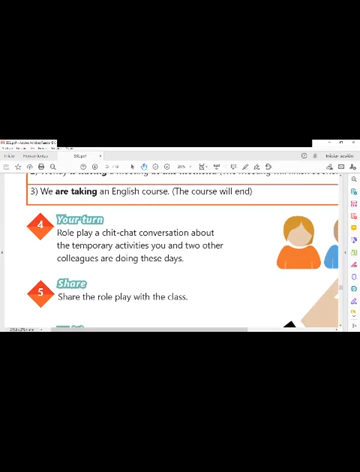 3) We are taking an English course. (The course will end)
4
Your turn
Role play a chit-chat conversation about
the temporary activities you and two other
colleagues are doing these days.
5
Share
Share the role play with the class.